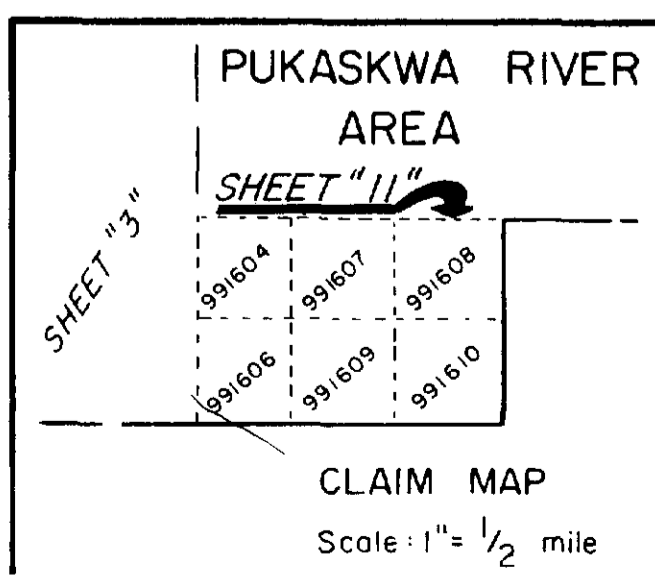 PUKASKWA RIVER
AREA
SHEET "11"
SHEET "3"
991604
991607
991608
991606
991609
991610
CLAIM MAP
Scale: 1" = 1/2 mile